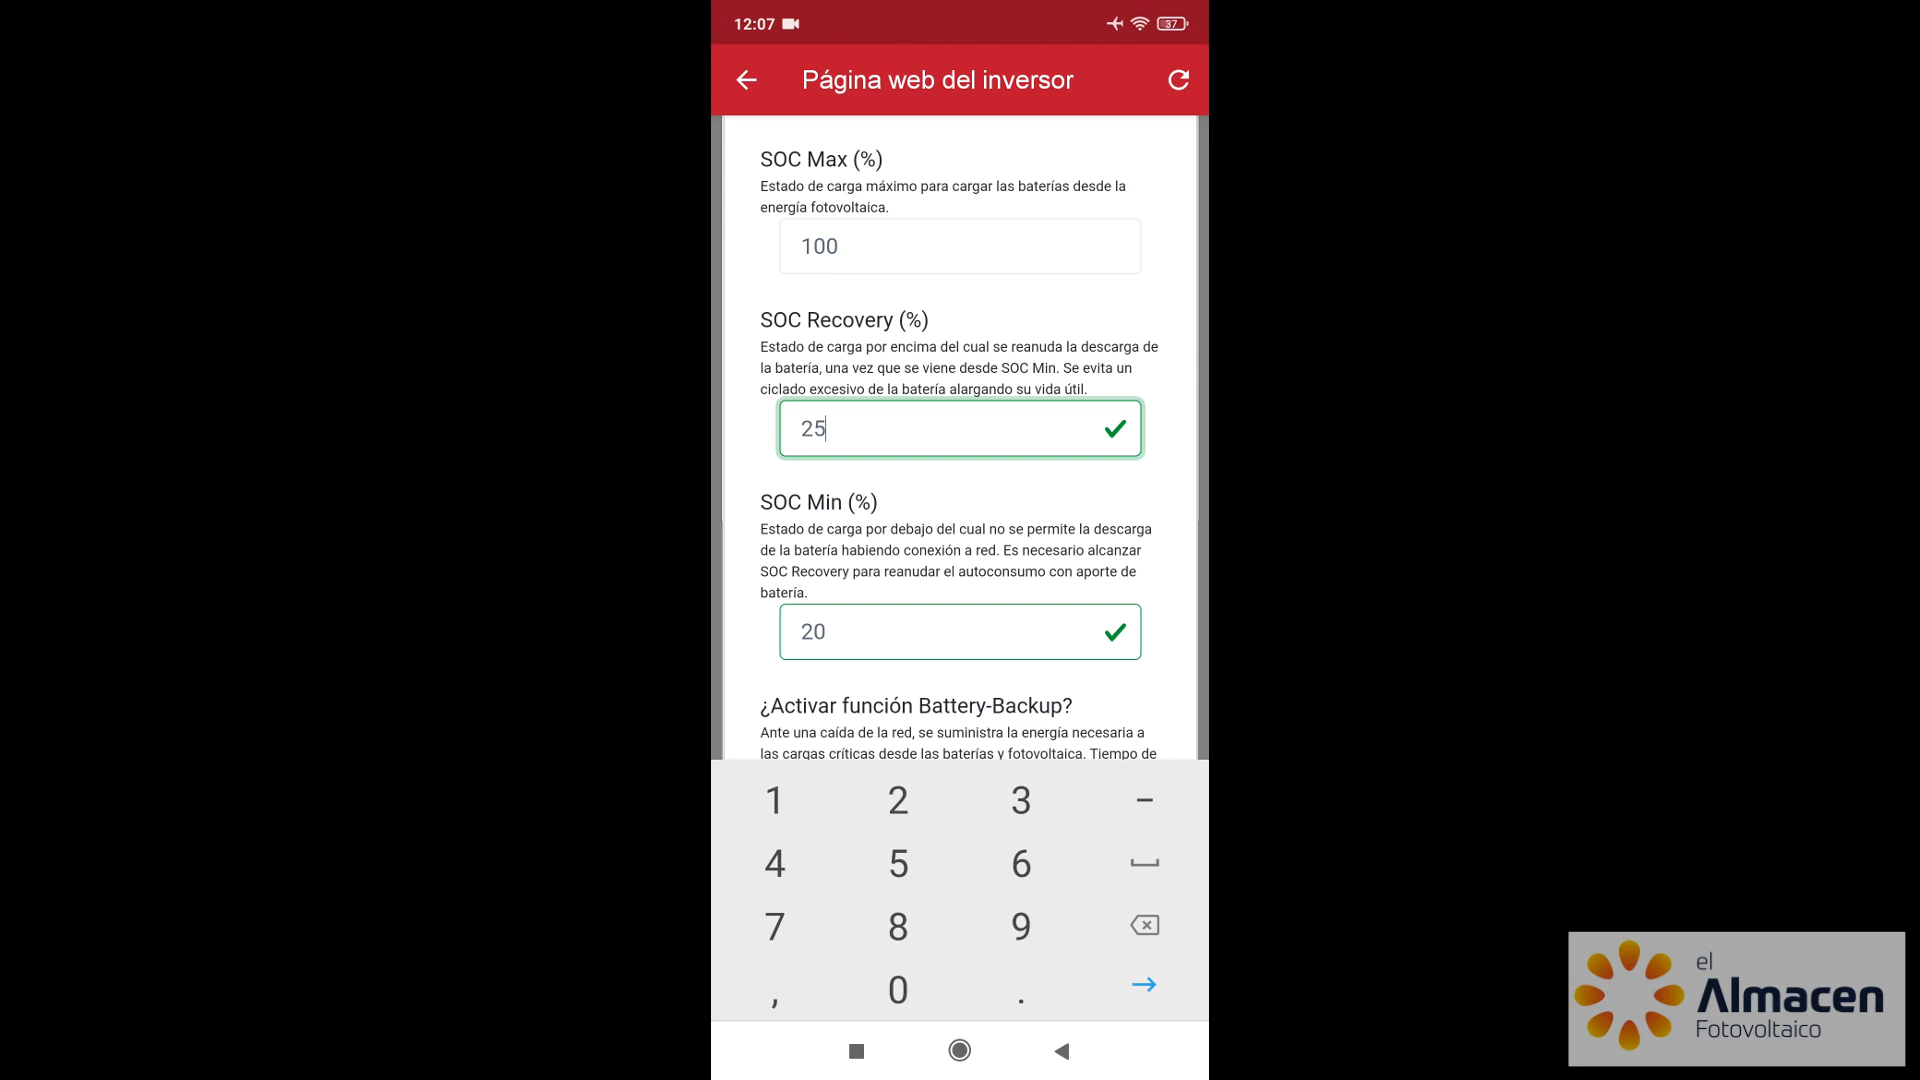 12:07
37
Página web del inversor
SOC Max (%)
Estado de carga máximo para cargar las baterías desde la
energía fotovoltaica.
100
SOC Recovery (%)
Estado de carga por encima del cual se reanuda la descarga de
la batería, una vez que se viene desde SOC Min. Se evita un
ciclado excesivo de la batería alargando su vida útil.
25
SOC Min (%)
Estado de carga por debajo del cual no se permite la descarga
de la batería habiendo conexión a red. Es necesario alcanzar
SOC Recovery para reanudar el autoconsumo con aporte de
batería.
20
¿Activar función Battery-Backup?
Ante una caída de la red, se suministra la energía necesaria a
las cargas críticas desde las baterías y fotovoltaica. Tiempo de
1 2 3 –
4 5 6
7 8 9
, 0 .
el
Almacen
Fotovoltaico